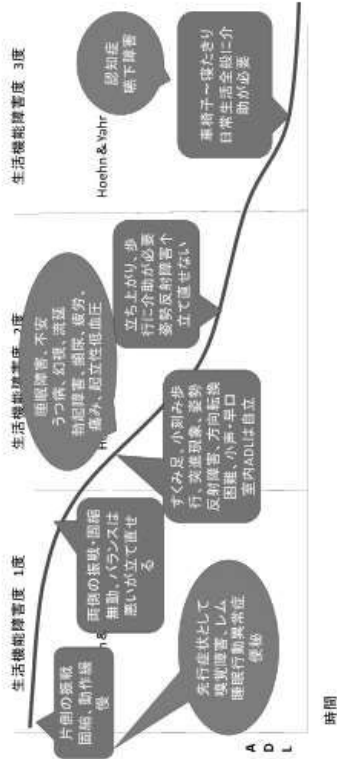 生活機能障害度　1度
生活機能障害度　2度
生活機能障害度　3度
片側の振戦
固縮、動作緩
慢
両側の振戦・固縮
無動、バランスは
悪いが立て直せ
る
先行症状として
嗅覚障害、レム
睡眠行動異常症
便秘
睡眠障害、不安
うつ病、幻視、流涎
勃起障害、頻尿、疲労、
痛み、起立性低血圧
すくみ足、小刻み歩
行、突進現象、姿勢
反射障害、方向転換
困難、小声・早口
室内ADLは自立
立ち上がり、歩
行に介助が必要
姿勢反射障害介
立て直せない
認知症
嚥下障害
Hoehn & Yahr
車椅子～寝たきり
日常生活全般に介
助が必要
ADL
時間